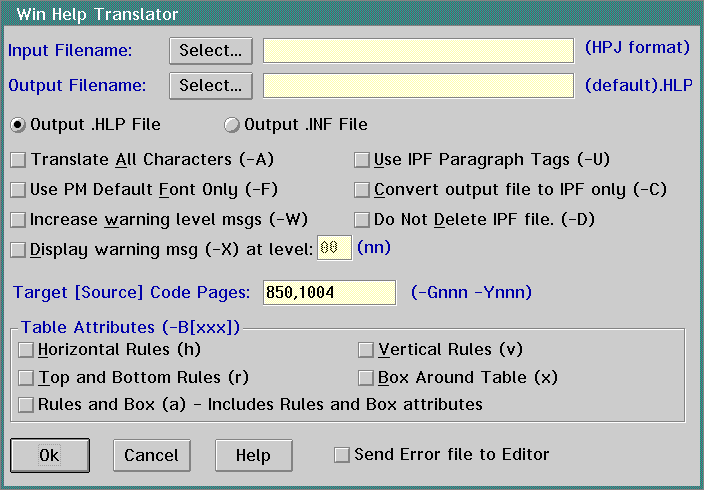 Win Help Translator
Input Filename: Select... (HPJ format)
Output Filename: Select... (default).HLP
Output .HLP File Output .INF File
Translate All Characters (-A) Use IPF Paragraph Tags (-U)
Use PM Default Font Only (-F) Convert output file to IPF only (-C)
Increase warning level msgs (-W) Do Not Delete IPF file. (-D)
Display warning msg (-X) at level: 00 (nn)
Target [Source] Code Pages: 850,1004 (-Gnnn -Ynnn)
Table Attributes (-B[xxx])
Horizontal Rules (h) Vertical Rules (v)
Top and Bottom Rules (r) Box Around Table (x)
Rules and Box (a) - Includes Rules and Box attributes
Ok Cancel Help Send Error file to Editor